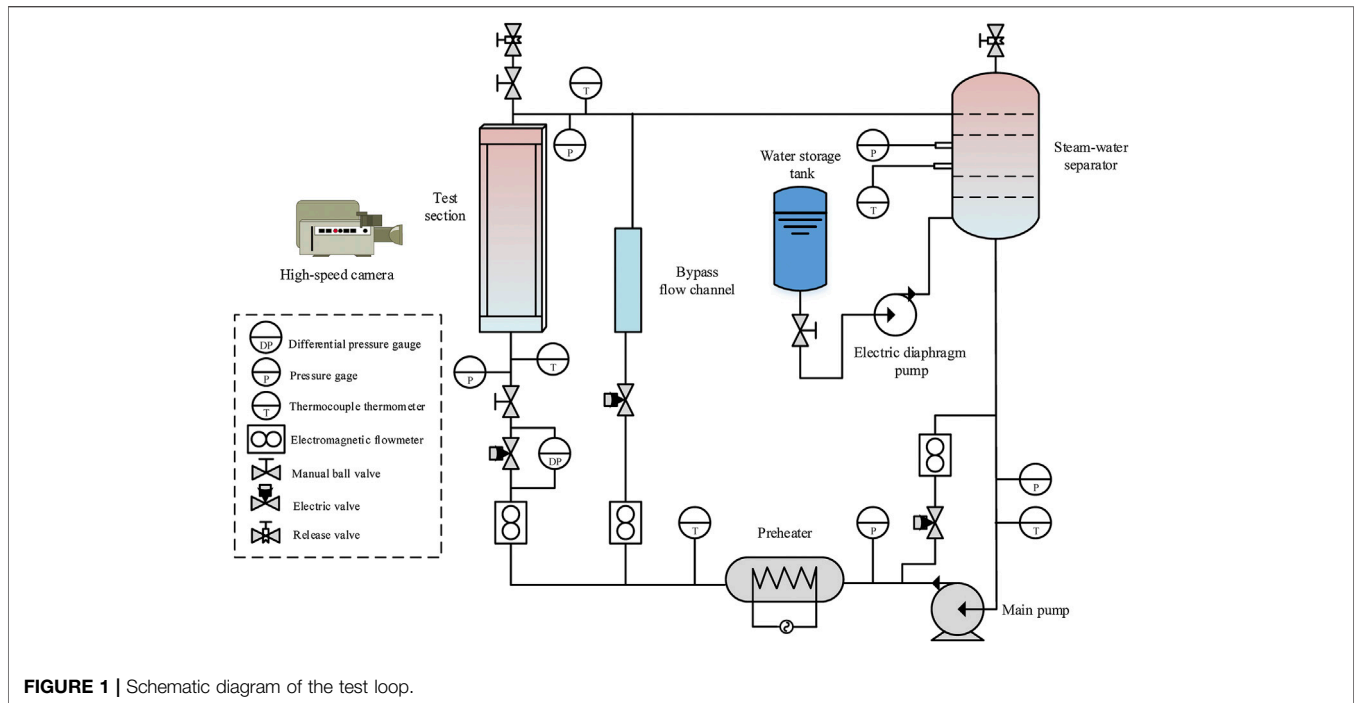 T
P
Water storage
tank
P
T
Steam-water
separator
Test
section
High-speed camera
Bypass
flow channel
Electric diaphragm
pump
DP
Differential pressure gauge
P
Pressure gage
T
Thermocouple thermometer
Electromagnetic flowmeter
Manual ball valve
Electric valve
Release valve
P
T
DP
T
Preheater
P
P
T
Main pump
FIGURE 1 | Schematic diagram of the test loop.